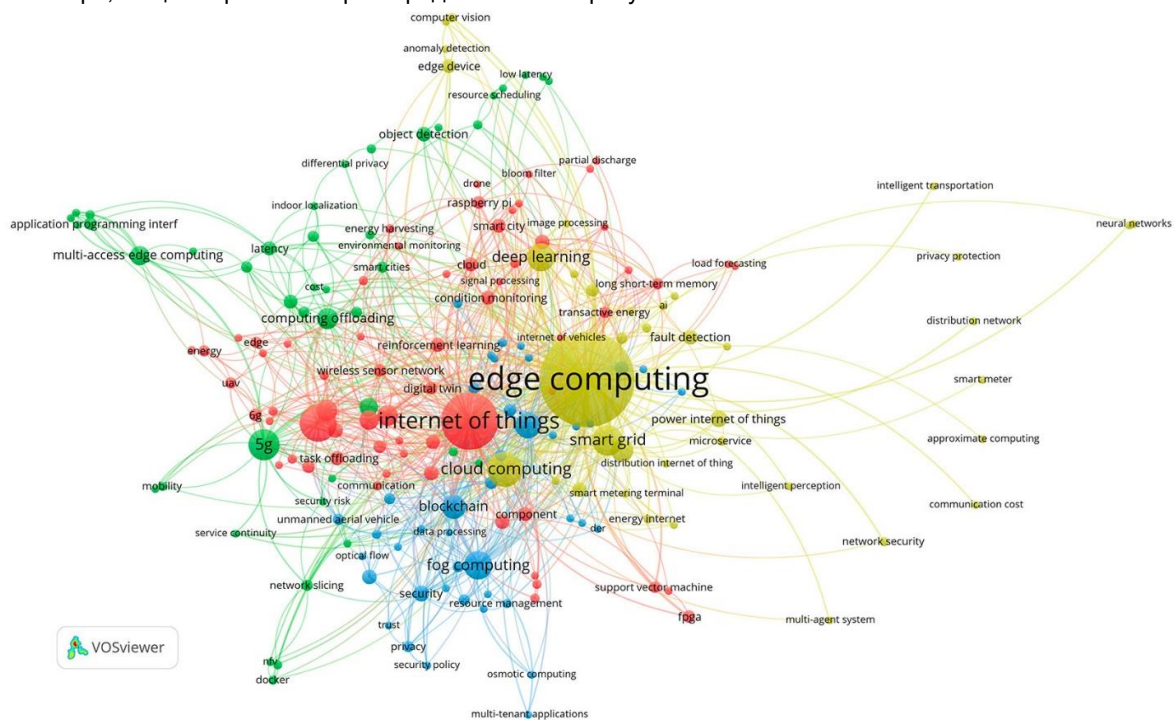 computer vision
anomaly detection
edge device
low latency
resource scheduling
object detection
differential privacy
partial discharge
bloom filter
drone
raspberry pi
intelligent transportation
indoor localization
application programming interf
neural networks
energy harvesting
smart city
image processing
multi-access edge computing
latency
environmental monitoring
deep learning
privacy protection
smart cities
cloud
load forecasting
signal processing
cost
long short-term memory
condition monitoring
ai
computing offloading
transactive energy
distribution network
edge
reinforcement learning
internet of vehicles
fault detection
energy
wireless sensor network
edge computing
smart meter
uav
digital twin
6g
internet of things
power internet of things
5g
smart grid
microservice
approximate computing
task offloading
cloud computing
distribution internet of thing
mobility
communication
smart metering terminal
intelligent perception
security risk
blockchain
communication cost
unmanned aerial vehicle
component
energy internet
service continuity
data processing
der
network security
optical flow
fog computing
network slicing
security
resource management
support vector machine
fpga
multi-agent system
trust
VOSviewer
privacy
nfv
security policy
docker
osmotic computing
multi-tenant applications